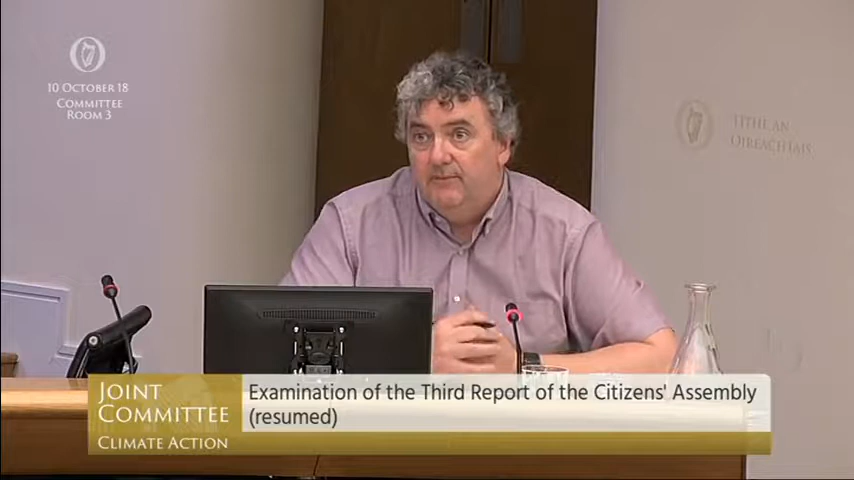 10 October 18
Committee
Room 3
Tithe an
Oireachtais
Joint
Committee
Climate Action
Examination of the Third Report of the Citizens' Assembly
(resumed)